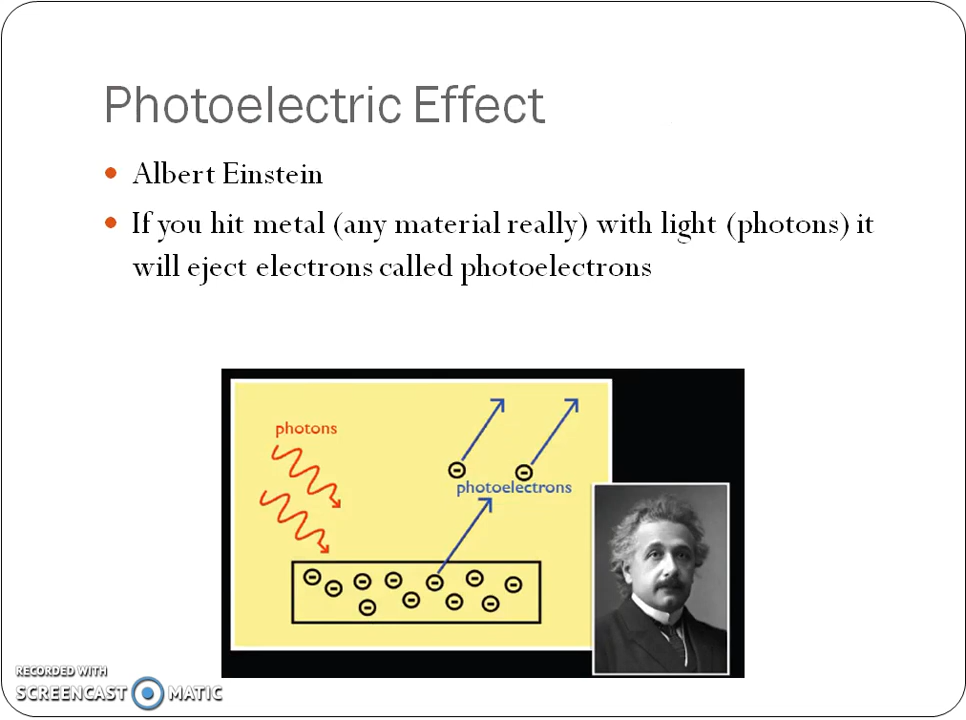 Photoelectric Effect
Albert Einstein
If you hit metal (any material really) with light (photons) it
will eject electrons called photoelectrons
photons
photoelectrons
RECORDED WITH
SCREENCAST MATIC